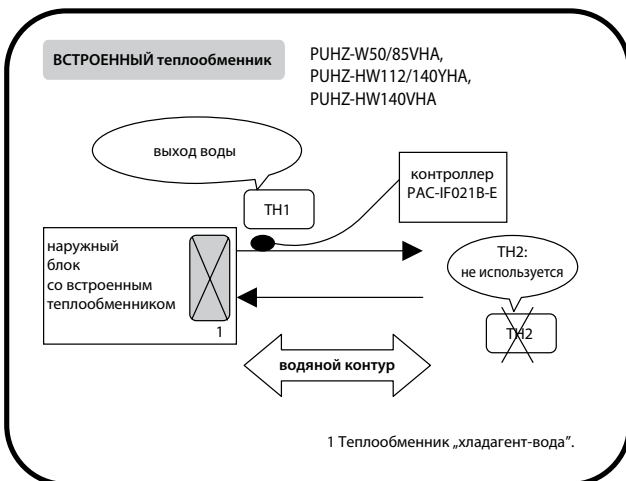 ВСТРОЕННЫЙ теплообменник
PUHZ-W50/85VHA,
PUHZ-HW112/140YHA,
PUHZ-HW140VHA
выход воды
контроллер
PAC-IF021B-E
TH1
наружный
блок
со встроенным
теплообменником
1
TH2:
не используется
TH2
водяной контур
1 Теплообменник „хладагент-вода”.